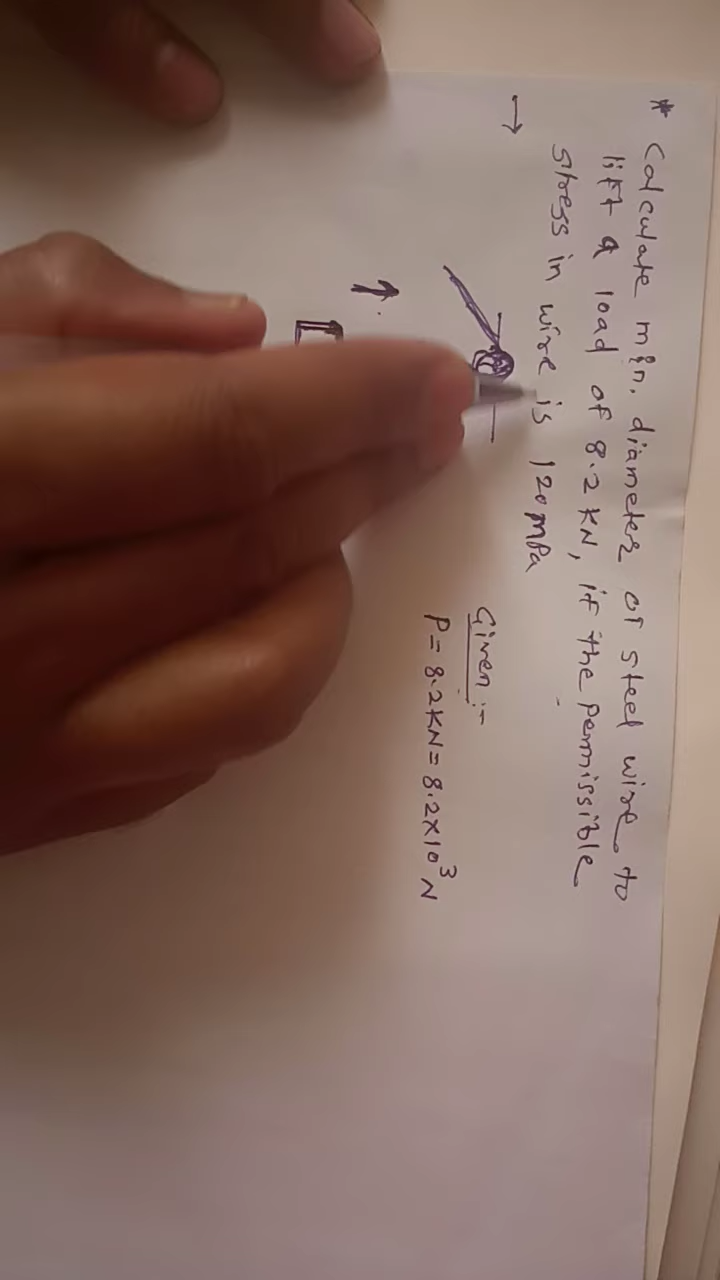 * Calculate min. diameter of steel wire to
lift a load of 8.2 KN, if the permissible
stress in wire is 120 mPa
→
Given :-
P = 8.2 KN = 8.2 × 10³ N